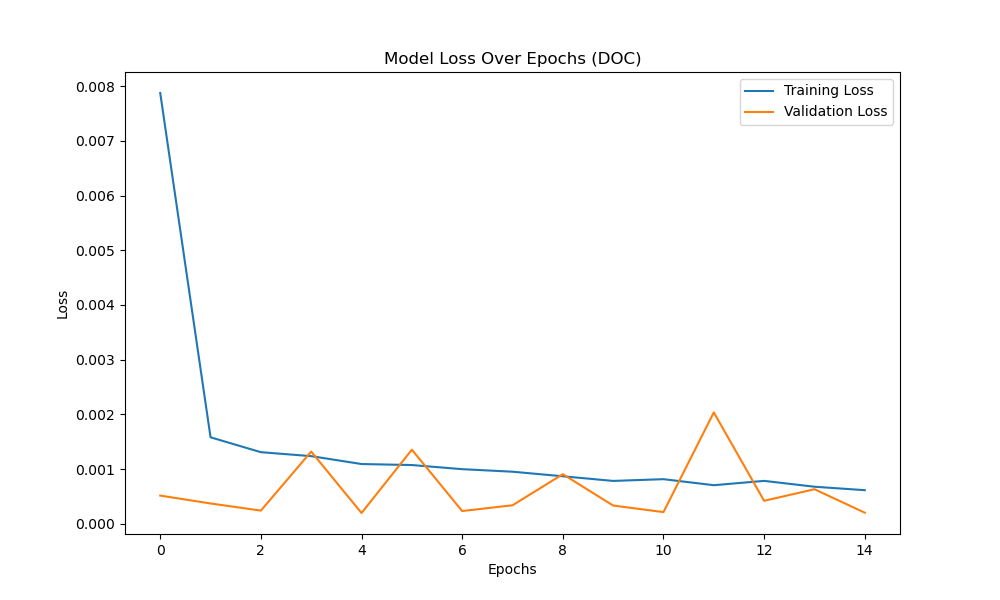 Model Loss Over Epochs (DOC)
Training Loss
Validation Loss
0.008
0.007
0.006
0.005
0.004
0.003
0.002
0.001
0.000
Loss
0 2 4 6 8 10 12 14
Epochs